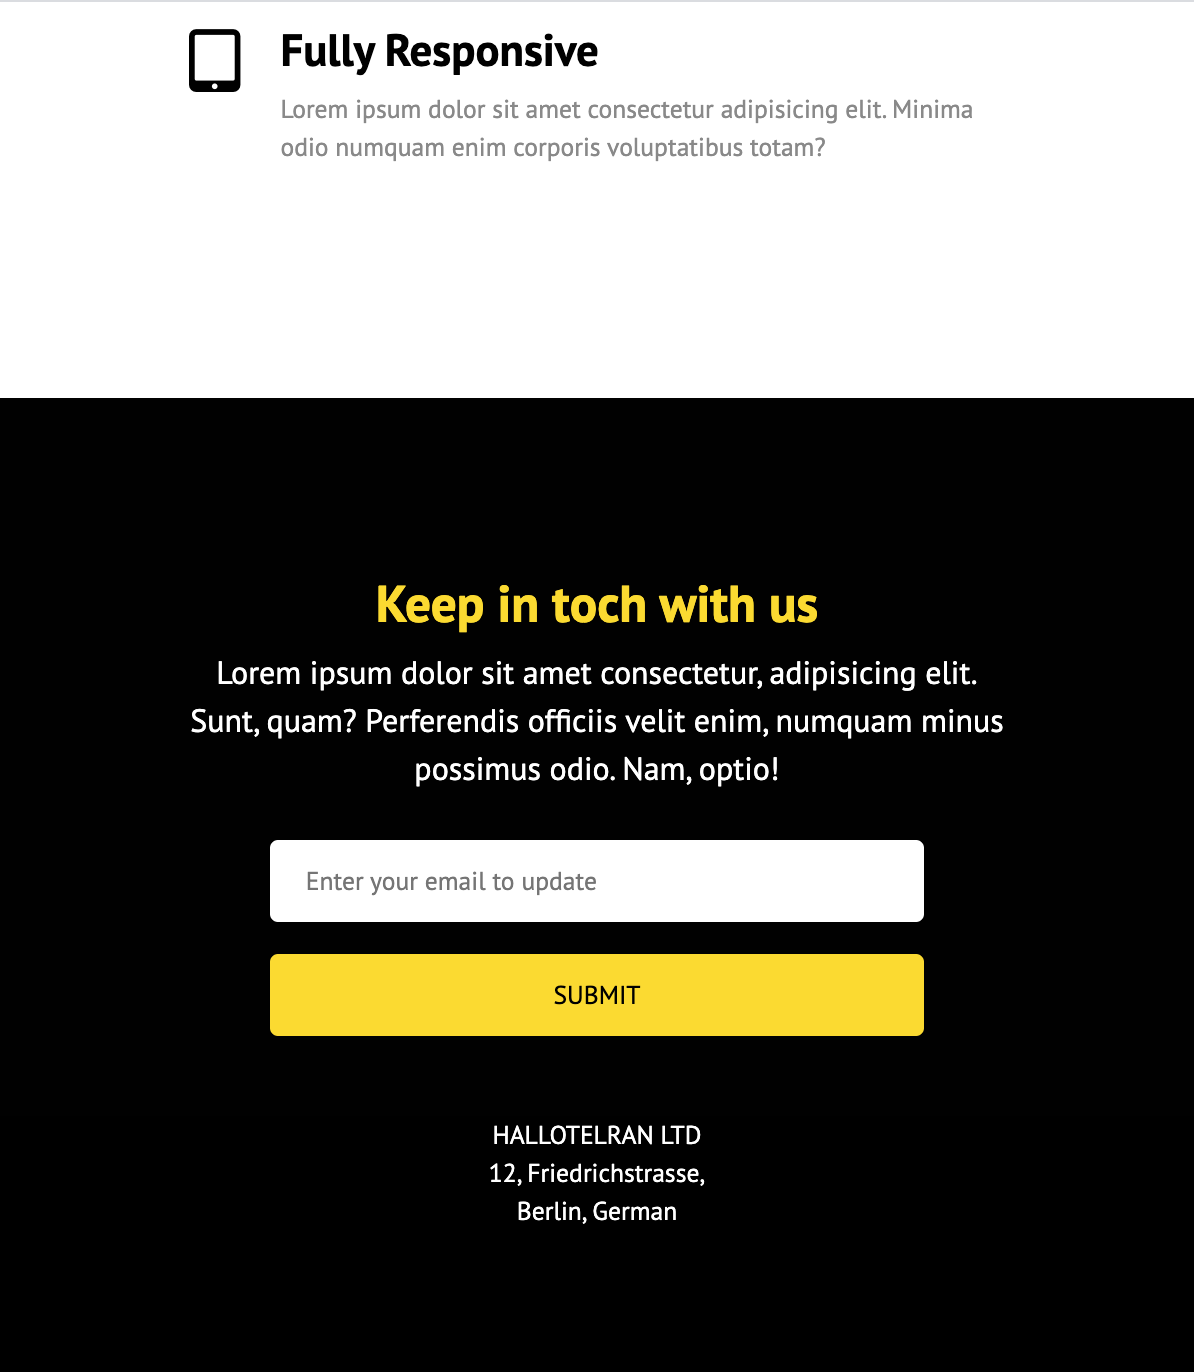 Fully Responsive
Lorem ipsum dolor sit amet consectetur adipisicing elit. Minima
odio numquam enim corporis voluptatibus totam?
Keep in toch with us
Lorem ipsum dolor sit amet consectetur, adipisicing elit.
Sunt, quam? Perferendis officiis velit enim, numquam minus
possimus odio. Nam, optio!
Enter your email to update
SUBMIT
HALLOTELRAN LTD
12, Friedrichstrasse,
Berlin, German